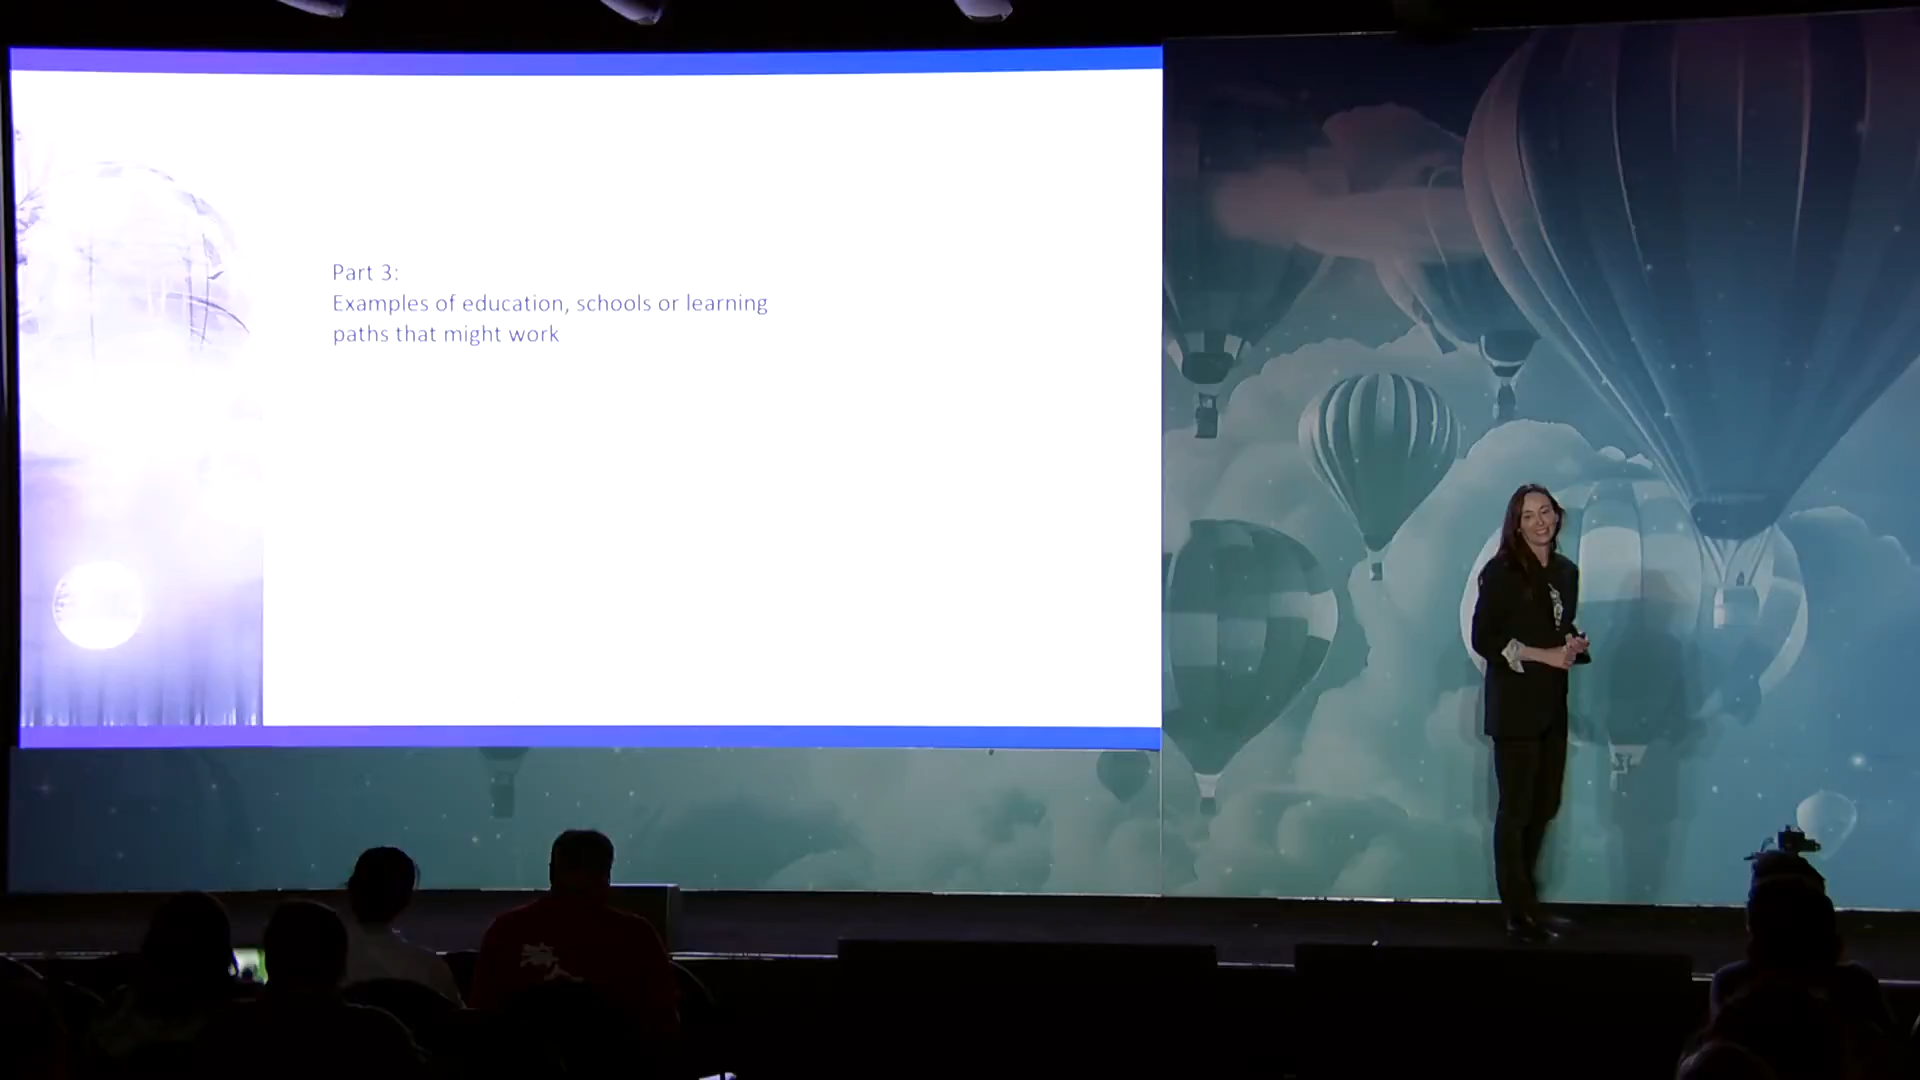 Part 3:
Examples of education, schools or learning
paths that might work